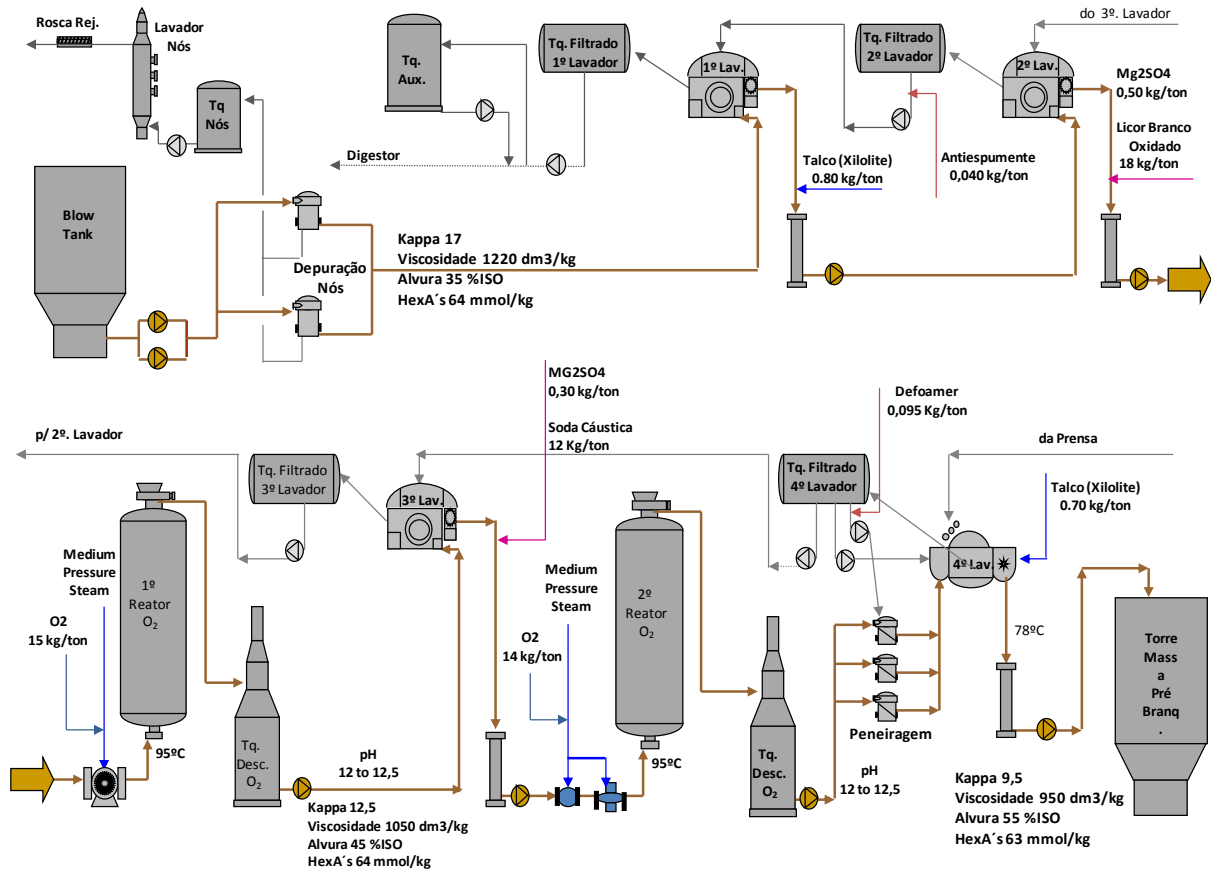 Rosca Rej.
Lavador
Nós
Tq
Nós
Blow
Tank
Depuração
Nós
Tq.
Aux.
Digestor
Tq. Filtrado
1º Lavador
1º Lav.
Tq. Filtrado
2º Lavador
do 3º. Lavador
2º Lav.
Mg2SO4
0,50 kg/ton
Licor Branco
Oxidado
18 kg/ton
Talco (Xilolite)
0.80 kg/ton
Antiespumente
0,040 kg/ton
Kappa 17
Viscosidade 1220 dm3/kg
Alvura 35 %ISO
HexA´s 64 mmol/kg
p/ 2º. Lavador
Medium
Pressure
Steam
O2
15 kg/ton
1º
Reator
O2
95ºC
Tq.
Desc.
O2
Tq. Filtrado
3º Lavador
3º Lav.
MG2SO4
0,30 kg/ton
Soda Cáustica
12 Kg/ton
pH
12 to 12,5
Kappa 12,5
Viscosidade 1050 dm3/kg
Alvura 45 %ISO
HexA´s 64 mmol/kg
Medium
Pressure
Steam
O2
14 kg/ton
2º
Reator
O2
95ºC
Tq.
Desc.
O2
Tq. Filtrado
4º Lavador
Defoamer
0,095 Kg/ton
da Prensa
Talco (Xilolite)
0.70 kg/ton
4º Lav.
78ºC
Peneiragem
pH
12 to 12,5
Torre
Mass
a
Pré
Branq
.
Kappa 9,5
Viscosidade 950 dm3/kg
Alvura 55 %ISO
HexA´s 63 mmol/kg